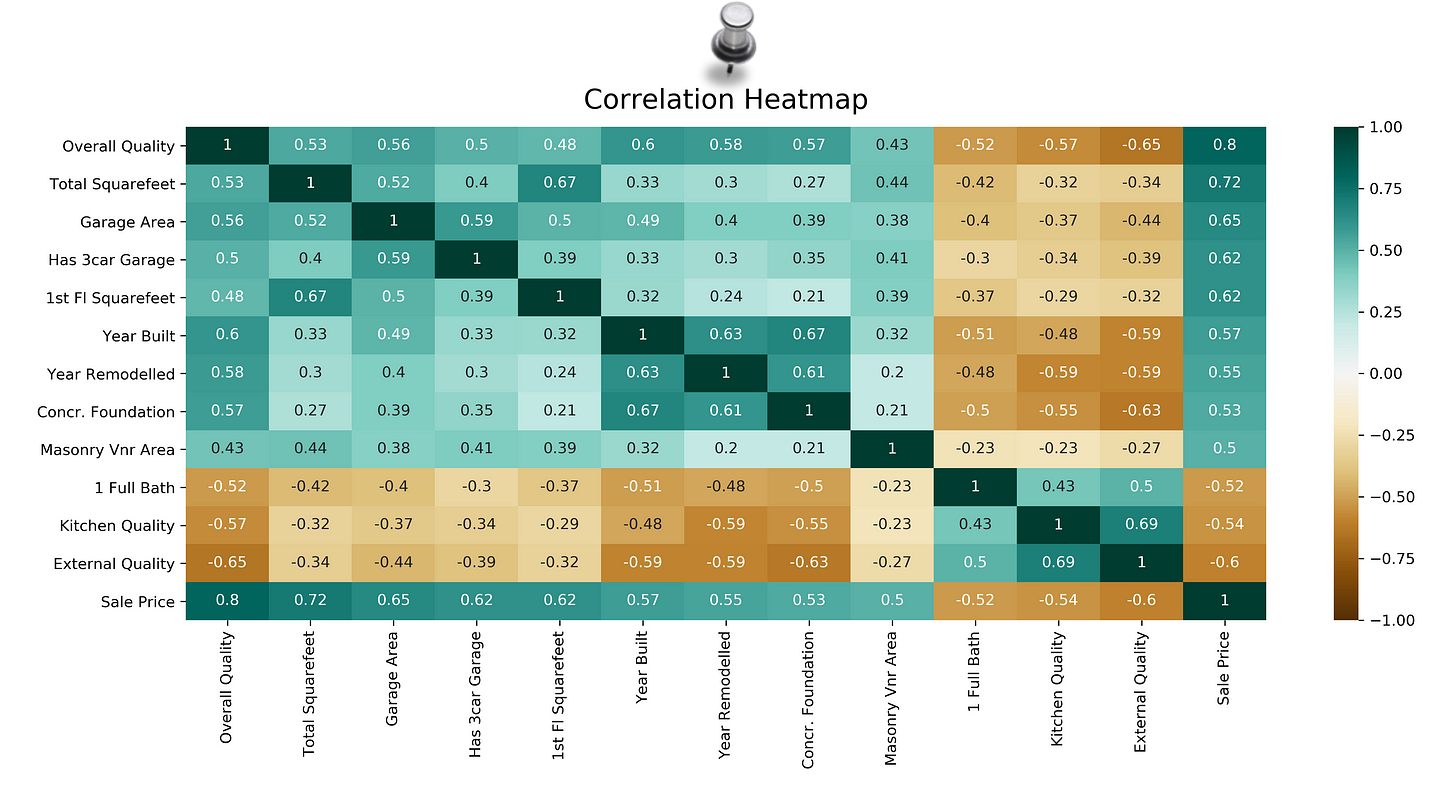 Correlation Heatmap
Overall Quality 1 0.53 0.56 0.5 0.48 0.6 0.58 0.57 0.43 -0.52 -0.57 -0.65 0.8
Total Squarefeet 0.53 1 0.52 0.4 0.67 0.33 0.3 0.27 0.44 -0.42 -0.32 -0.34 0.72
Garage Area 0.56 0.52 1 0.59 0.5 0.49 0.4 0.39 0.38 -0.4 -0.37 -0.44 0.65
Has 3car Garage 0.5 0.4 0.59 1 0.39 0.33 0.3 0.35 0.41 -0.3 -0.34 -0.39 0.62
1st Fl Squarefeet 0.48 0.67 0.5 0.39 1 0.32 0.24 0.21 0.39 -0.37 -0.29 -0.32 0.62
Year Built 0.6 0.33 0.49 0.33 0.32 1 0.63 0.67 0.32 -0.51 -0.48 -0.59 0.57
Year Remodelled 0.58 0.3 0.4 0.3 0.24 0.63 1 0.61 0.2 -0.48 -0.59 -0.59 0.55
Concr. Foundation 0.57 0.27 0.39 0.35 0.21 0.67 0.61 1 0.21 -0.5 -0.55 -0.63 0.53
Masonry Vnr Area 0.43 0.44 0.38 0.41 0.39 0.32 0.2 0.21 1 -0.23 -0.23 -0.27 0.5
1 Full Bath -0.52 -0.42 -0.4 -0.3 -0.37 -0.51 -0.48 -0.5 -0.23 1 0.43 0.5 -0.52
Kitchen Quality -0.57 -0.32 -0.37 -0.34 -0.29 -0.48 -0.59 -0.55 -0.23 0.43 1 0.69 -0.54
External Quality -0.65 -0.34 -0.44 -0.39 -0.32 -0.59 -0.59 -0.63 -0.27 0.5 0.69 1 -0.6
Sale Price 0.8 0.72 0.65 0.62 0.62 0.57 0.55 0.53 0.5 -0.52 -0.54 -0.6 1
Overall Quality
Total Squarefeet
Garage Area
Has 3car Garage
1st Fl Squarefeet
Year Built
Year Remodelled
Concr. Foundation
Masonry Vnr Area
1 Full Bath
Kitchen Quality
External Quality
Sale Price
1.00
0.75
0.50
0.25
0.00
−0.25
−0.50
−0.75
−1.00